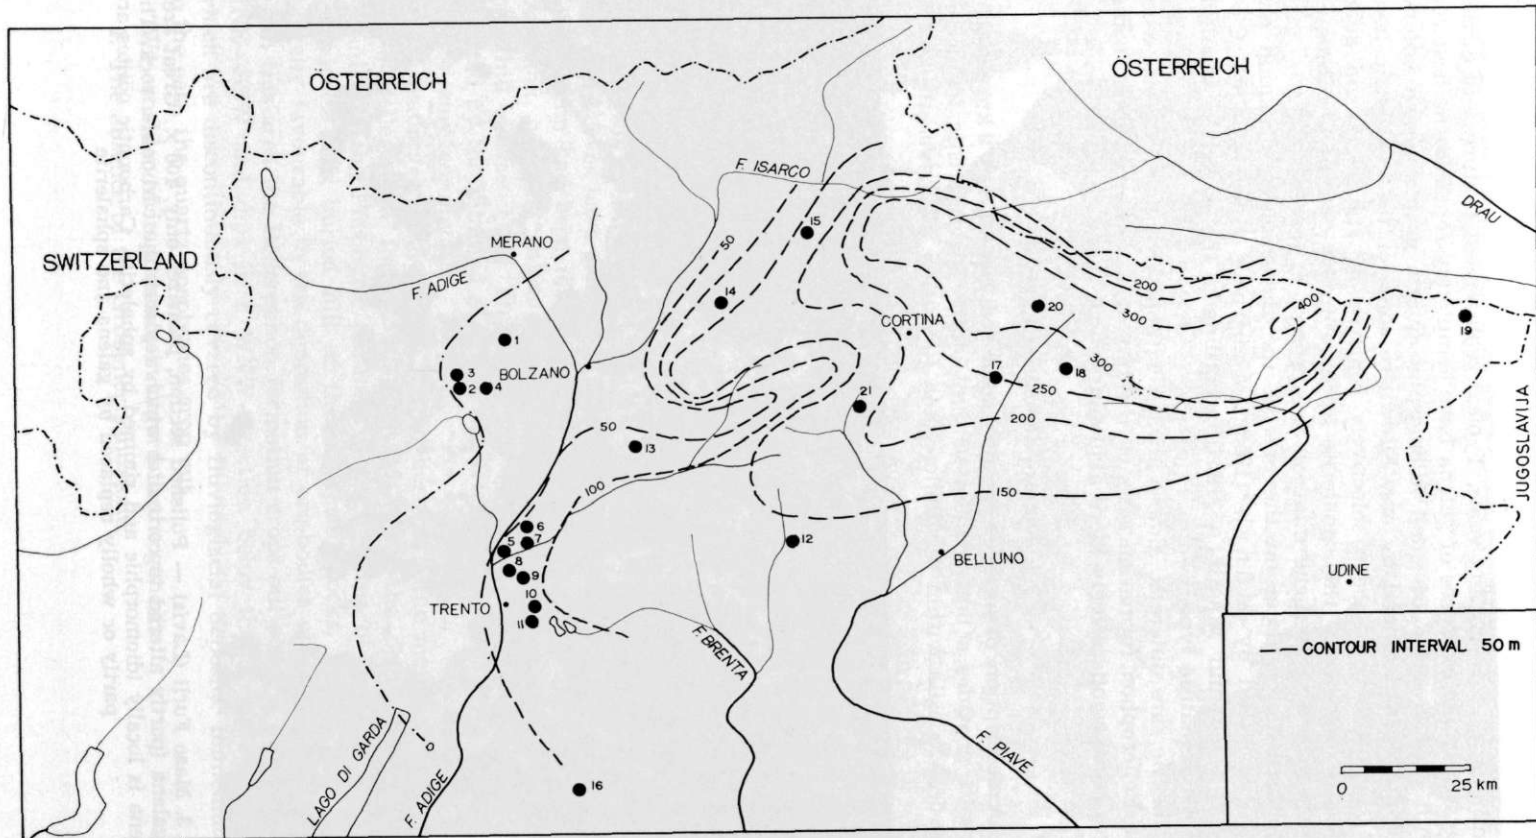 ÖSTERREICH
ÖSTERREICH
F. ISARCO
DRAU
15
MERANO
50
SWITZERLAND
F. ADIGE
200
14
300
400
20
19
CORTINA
1
3
BOLZANO
2
4
17
18
300
250
21
50
200
13
JUGOSLAVIJA
100
150
6
5
7
12
BELLUNO
8
9
UDINE
TRENTO
10
11
F. BRENTA
CONTOUR INTERVAL 50 m
LAGO DI GARDA
F. ADIGE
F. PIAVE
0
16
0
25 km